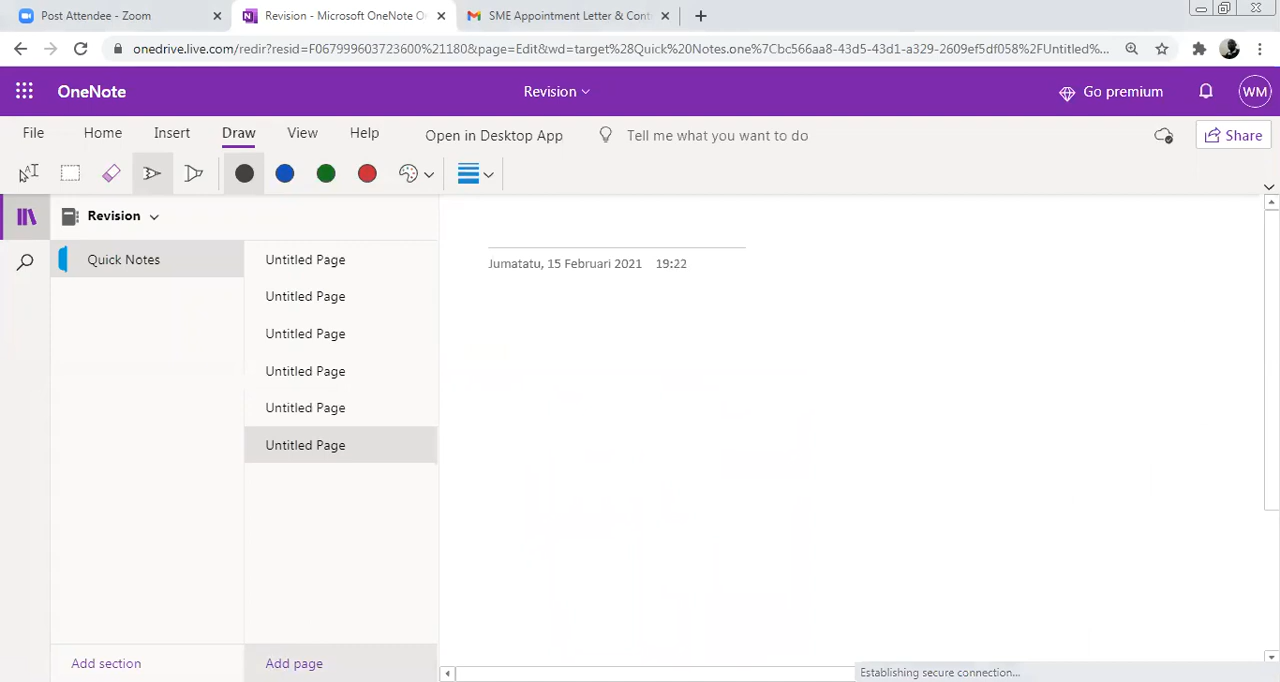 Post Attendee - Zoom
Revision - Microsoft OneNote O
SME Appointment Letter & Cont
onedrive.live.com/redir?resid=F067999603723600%21180&page=Edit&wd=target%28Quick%20Notes.one%7Cbc566aa8-43d5-43d1-a329-2609ef5df058%2FUntitled%...
OneNote
Revision
Go premium
WM
File
Home
Insert
Draw
View
Help
Open in Desktop App
Tell me what you want to do
Share
Revision
Quick Notes
Untitled Page
Untitled Page
Untitled Page
Untitled Page
Untitled Page
Untitled Page
Jumatatu, 15 Februari 2021 19:22
Add section
Add page
Establishing secure connection...